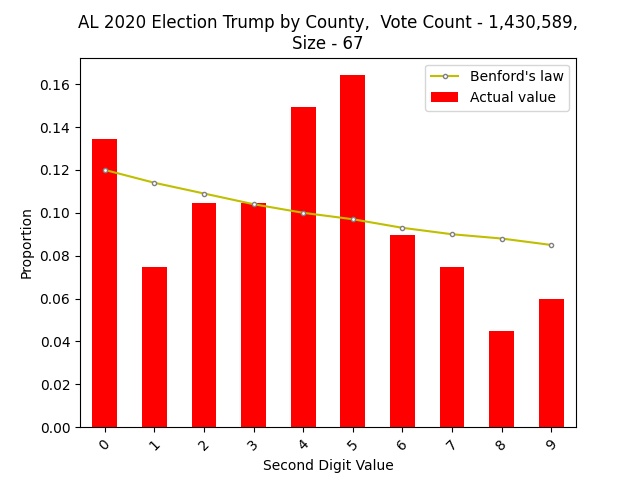 AL 2020 Election Trump by County,  Vote Count - 1,430,589,
Size - 67
Benford's law
Actual value
Proportion
0.16
0.14
0.12
0.10
0.08
0.06
0.04
0.02
0.00
0 1 2 3 4 5 6 7 8 9
Second Digit Value